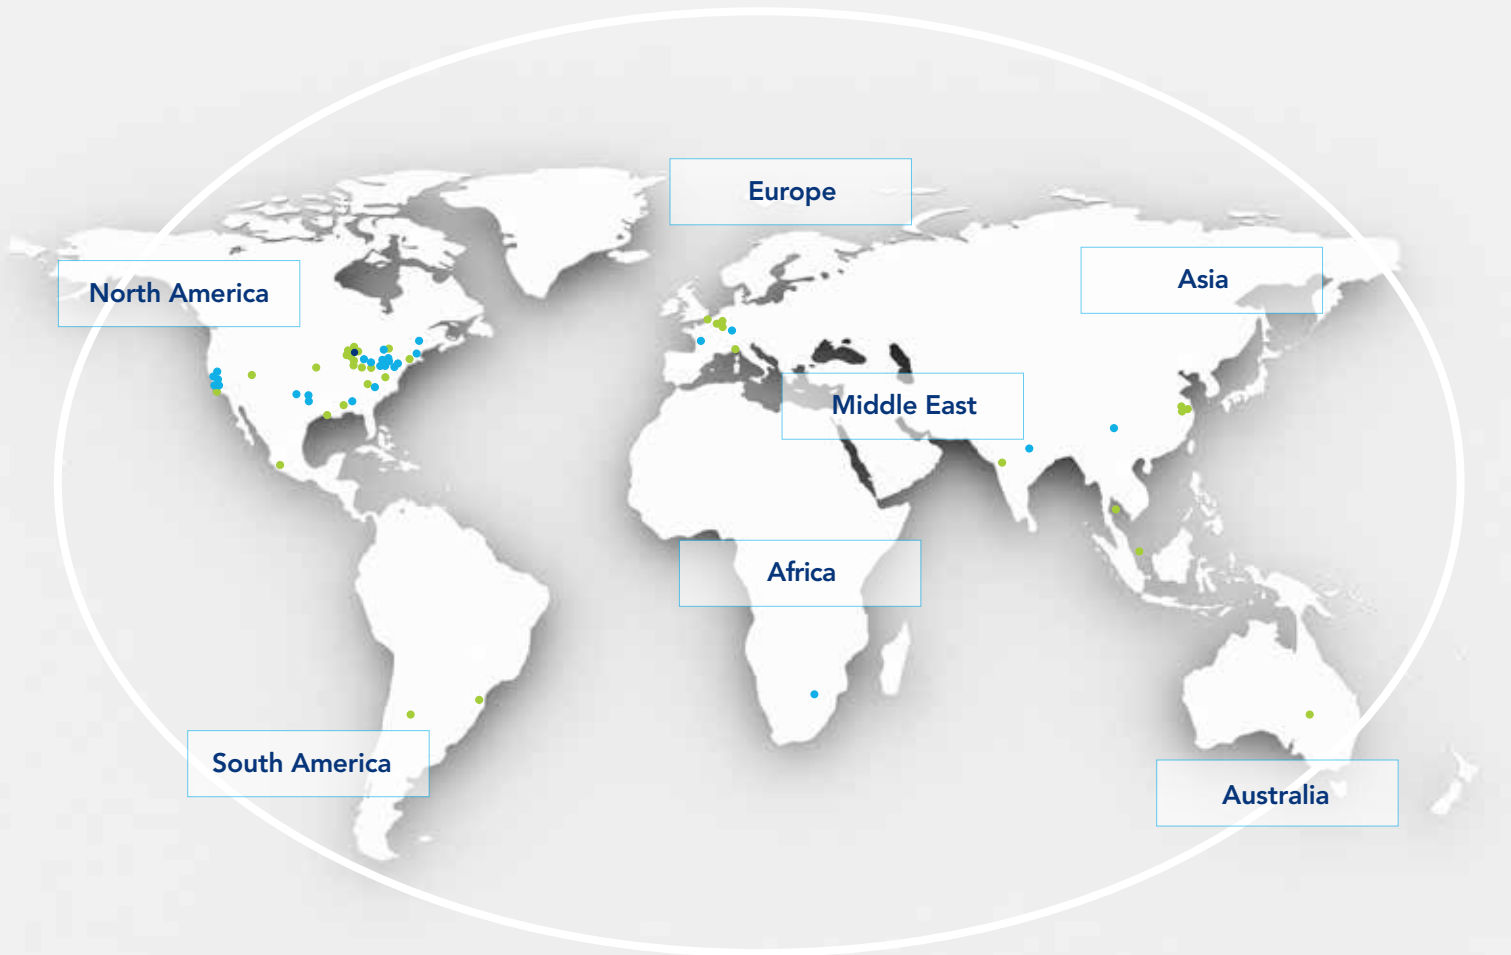 Europe
Asia
North America
Middle East
Africa
South America
Australia